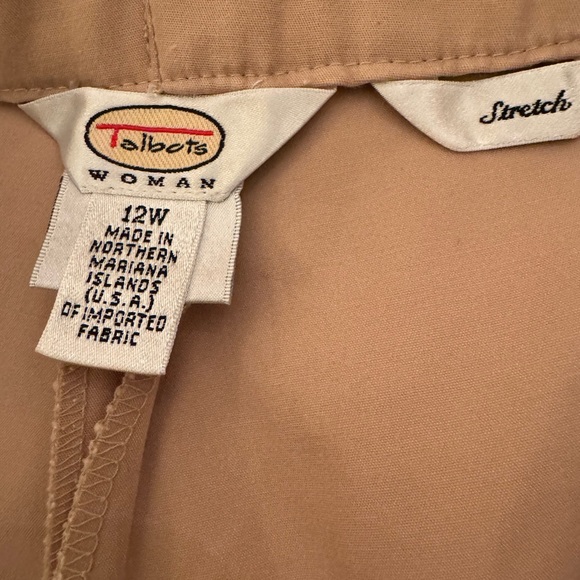 Talbots
WOMAN
12W
MADE IN
NORTHERN
MARIANA
ISLANDS
(U.S.A.)
OF IMPORTED
FABRIC
Stretch